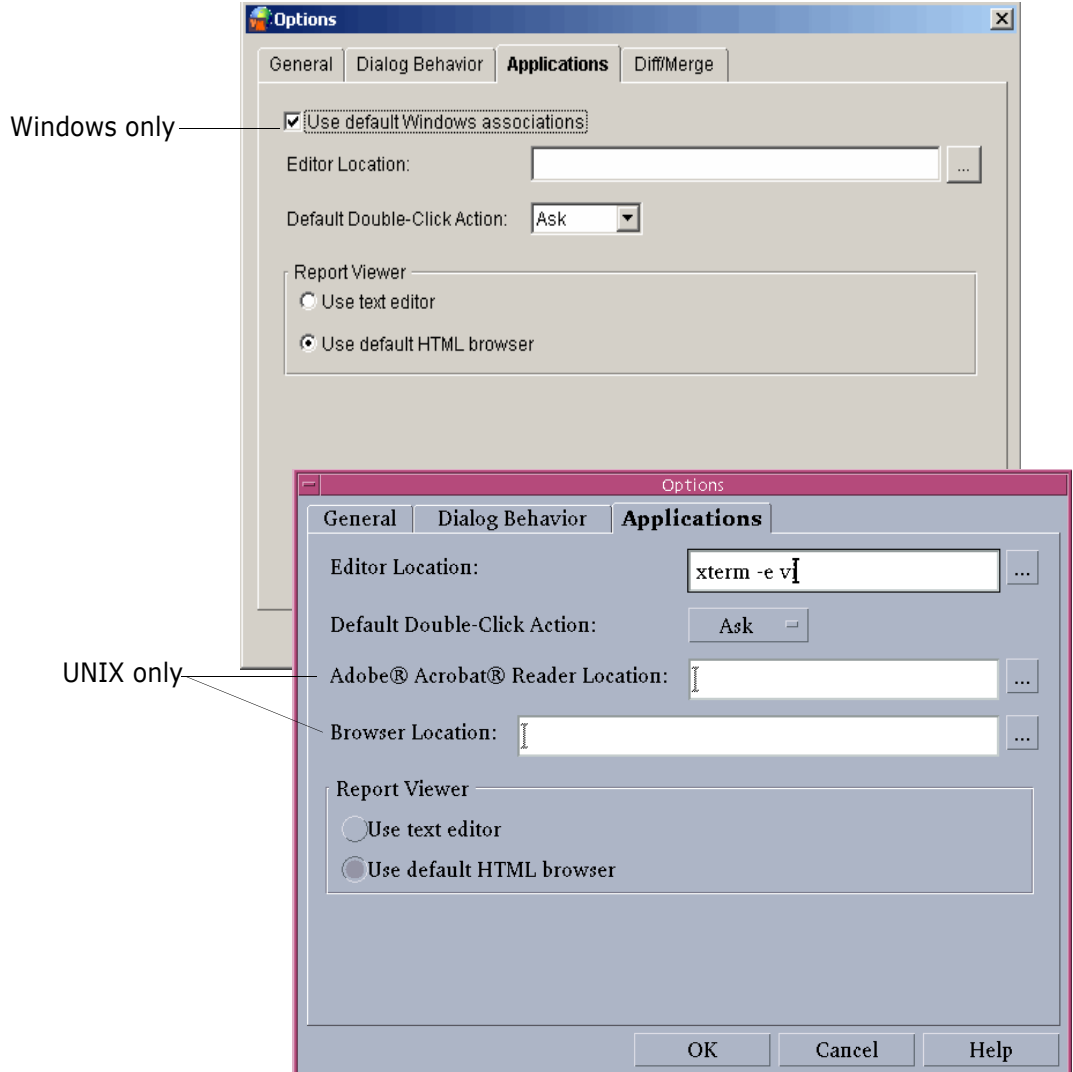 Options
General Dialog Behavior Applications Diff/Merge
Windows only
Use default Windows associations
Editor Location:
...
Default Double-Click Action: Ask
Report Viewer
Use text editor
Use default HTML browser
Options
General Dialog Behavior Applications
Editor Location: xterm -e vi ...
Default Double-Click Action: Ask
UNIX only
Adobe® Acrobat® Reader Location: ...
Browser Location: ...
Report Viewer
Use text editor
Use default HTML browser
OK Cancel Help